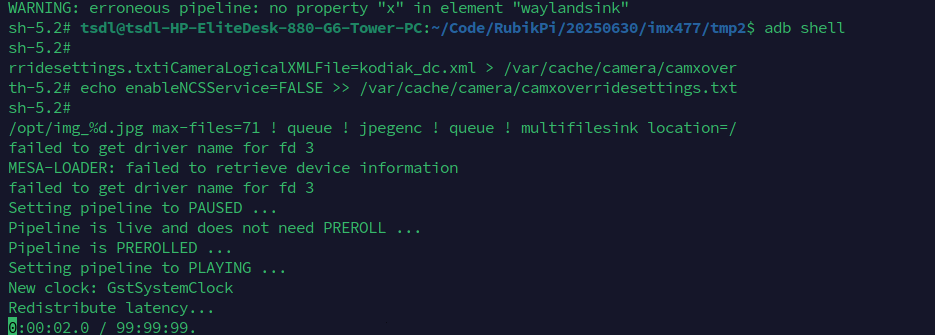 WARNING: erroneous pipeline: no property "x" in element "waylandsink"
sh-5.2# tsdl@tsdl-HP-EliteDesk-880-G6-Tower-PC:~/Code/RubikPi/20250630/imx477/tmp2$ adb shell
sh-5.2#
rridesettings.txtiCameraLogicalXMLFile=kodiak_dc.xml > /var/cache/camera/camxover
th-5.2# echo enableNCSService=FALSE >> /var/cache/camera/camxoverridesettings.txt
sh-5.2#
/opt/img_%d.jpg max-files=71 ! queue ! jpegenc ! queue ! multifilesink location=/
failed to get driver name for fd 3
MESA-LOADER: failed to retrieve device information
failed to get driver name for fd 3
Setting pipeline to PAUSED ...
Pipeline is live and does not need PREROLL ...
Pipeline is PREROLLED ...
Setting pipeline to PLAYING ...
New clock: GstSystemClock
Redistribute latency...
0:00:02.0 / 99:99:99.